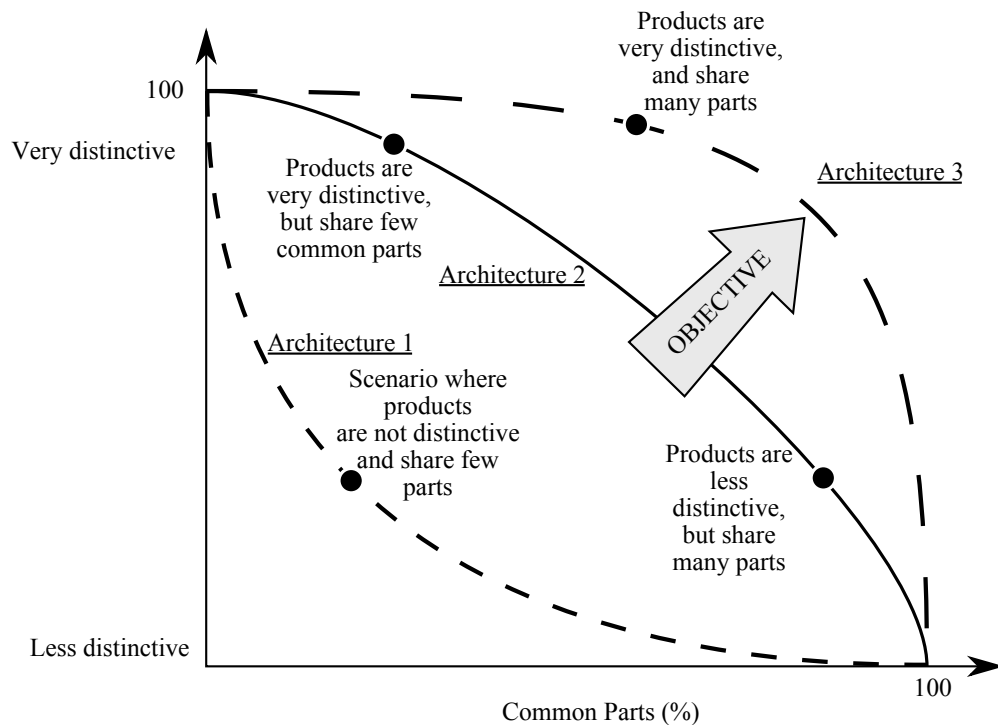 Products are
very distinctive,
and share
many parts
100
Very distinctive
Products are
very distinctive,
but share few
common parts
Architecture 3
Architecture 2
OBJECTIVE
Architecture 1
Scenario where
products
are not distinctive
and share few
parts
Products are
less
distinctive,
but share
many parts
Less distinctive
100
Common Parts (%)